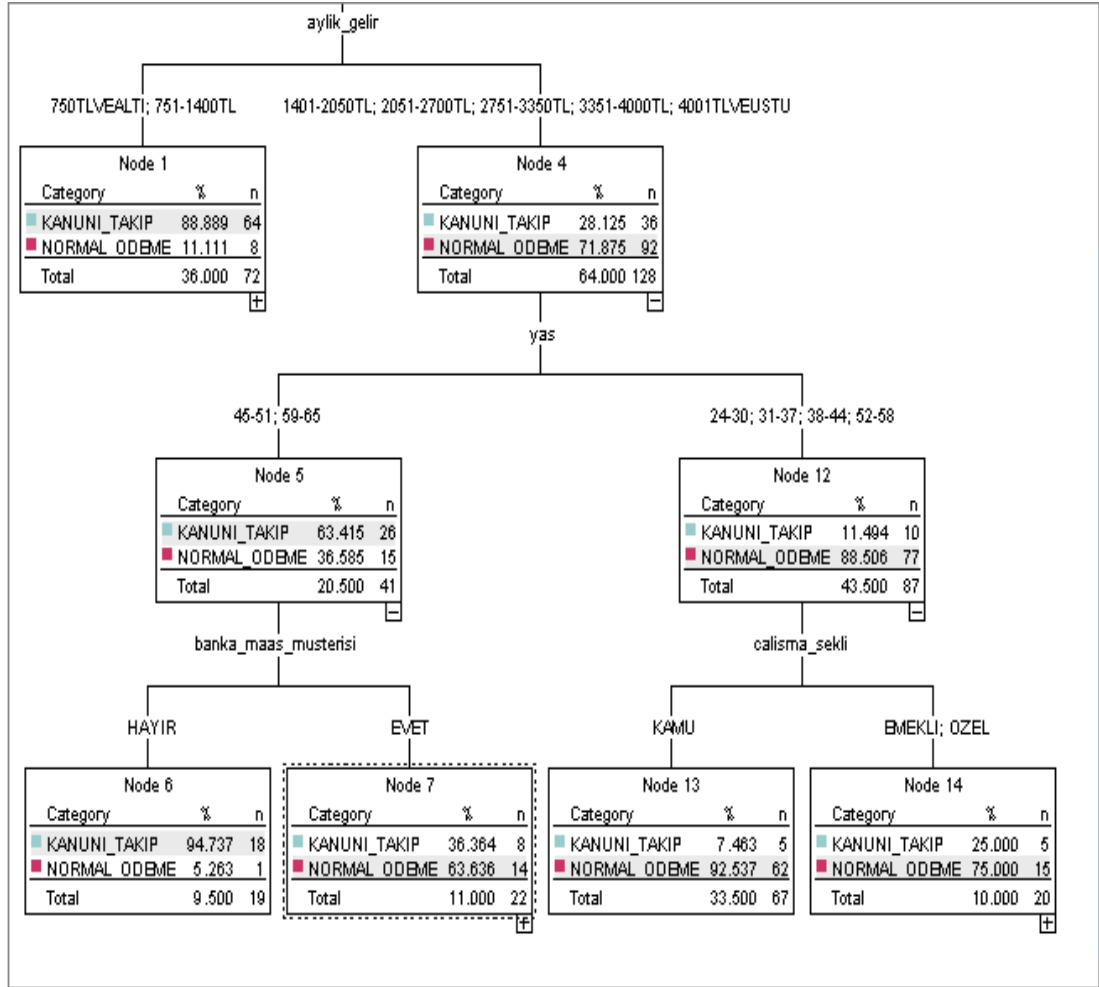 aylik_gelir
750TLVEALTI; 751-1400TL
1401-2050TL; 2051-2700TL; 2751-3350TL; 3351-4000TL; 4001TLVEUSTU
Node 1
Category % n
KANUNI_TAKIP 88.889 64
NORMAL_ODEME 11.111 8
Total 36.000 72
Node 4
Category % n
KANUNI_TAKIP 28.125 36
NORMAL_ODEME 71.875 92
Total 64.000 128
yas
45-51; 59-65
24-30; 31-37; 38-44; 52-58
Node 5
Category % n
KANUNI_TAKIP 63.415 26
NORMAL_ODEME 36.585 15
Total 20.500 41
Node 12
Category % n
KANUNI_TAKIP 11.494 10
NORMAL_ODEME 88.506 77
Total 43.500 87
banka_maas_musterisi
calisma_sekli
HAYIR
EVET
KAMU
EMEKLI; OZEL
Node 6
Category % n
KANUNI_TAKIP 94.737 18
NORMAL_ODEME 5.263 1
Total 9.500 19
Node 7
Category % n
KANUNI_TAKIP 36.364 8
NORMAL_ODEME 63.636 14
Total 11.000 22
Node 13
Category % n
KANUNI_TAKIP 7.463 5
NORMAL_ODEME 92.537 62
Total 33.500 67
Node 14
Category % n
KANUNI_TAKIP 25.000 5
NORMAL_ODEME 75.000 15
Total 10.000 20